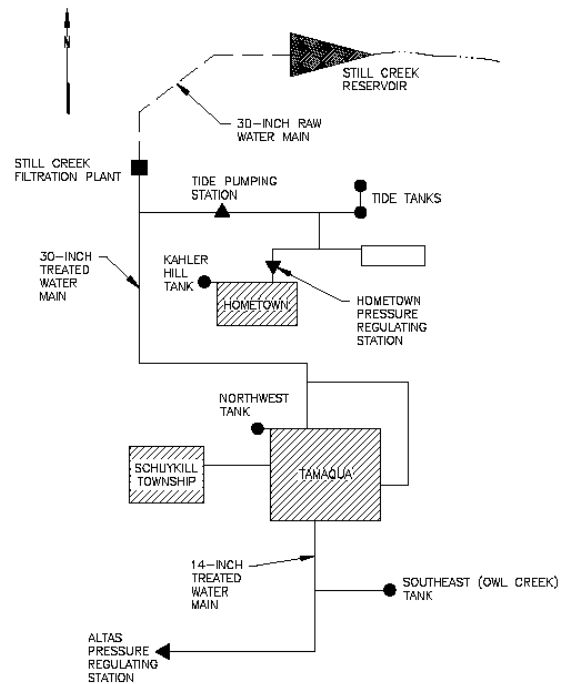 N
STILL CREEK
RESERVOIR
30-INCH RAW
WATER MAIN
STILL CREEK
FILTRATION PLANT
TIDE PUMPING
STATION
TIDE TANKS
30-INCH
TREATED
WATER
MAIN
KAHLER
HILL
TANK
HOMETOWN
HOMETOWN
PRESSURE
REGULATING
STATION
NORTHWEST
TANK
SCHUYKILL
TOWNSHIP
TAMAQUA
14-INCH
TREATED
WATER
MAIN
SOUTHEAST (OWL CREEK)
TANK
ALTAS
PRESSURE
REGULATING
STATION